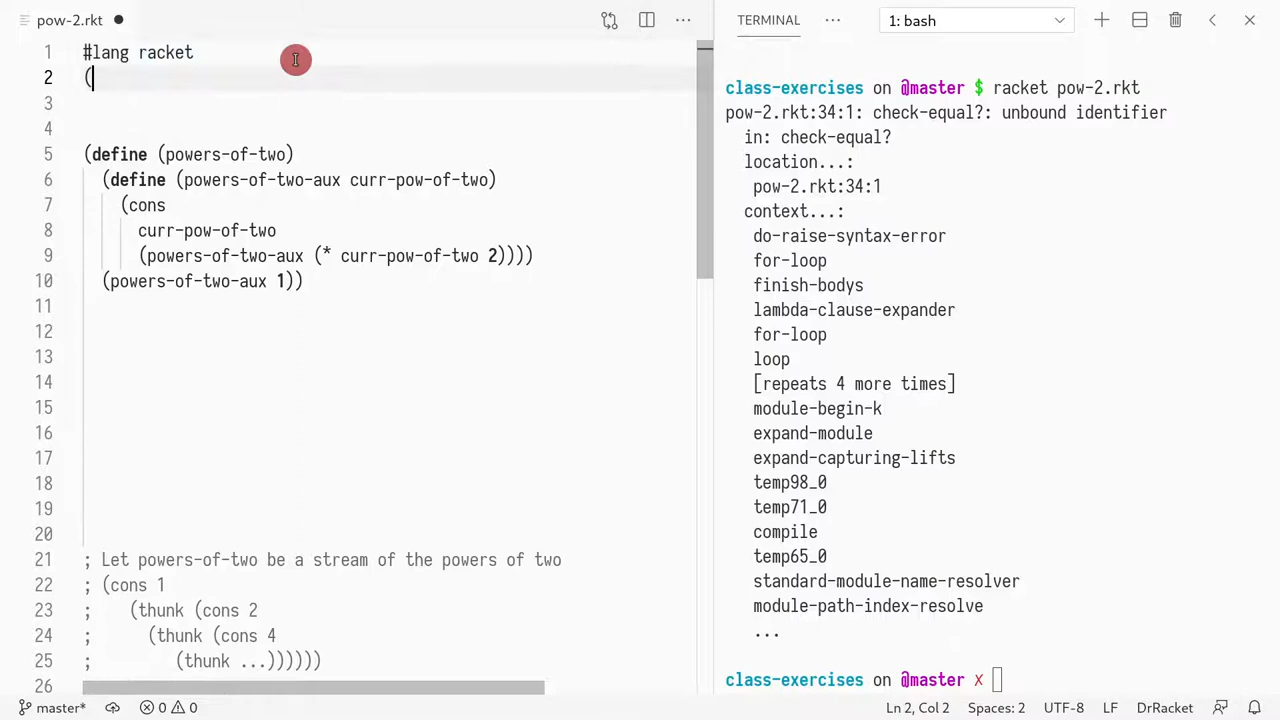 pow-2.rkt
TERMINAL
1: bash
1 #lang racket
2 (
3
4
5 (define (powers-of-two)
6 (define (powers-of-two-aux curr-pow-of-two)
7 (cons
8 curr-pow-of-two
9 (powers-of-two-aux (* curr-pow-of-two 2))))
10 (powers-of-two-aux 1))
11
12
13
14
15
16
17
18
19
20
21 ; Let powers-of-two be a stream of the powers of two
22 ; (cons 1
23 ; (thunk (cons 2
24 ; (thunk (cons 4
25 ; (thunk ...))))))
26
class-exercises on @master $ racket pow-2.rkt
pow-2.rkt:34:1: check-equal?: unbound identifier
in: check-equal?
location...:
pow-2.rkt:34:1
context...:
do-raise-syntax-error
for-loop
finish-bodys
lambda-clause-expander
for-loop
loop
[repeats 4 more times]
module-begin-k
expand-module
expand-capturing-lifts
temp98_0
temp71_0
compile
temp65_0
standard-module-name-resolver
module-path-index-resolve
...
class-exercises on @master ✗
master* 0 0
Ln 2, Col 2 Spaces: 2 UTF-8 LF DrRacket